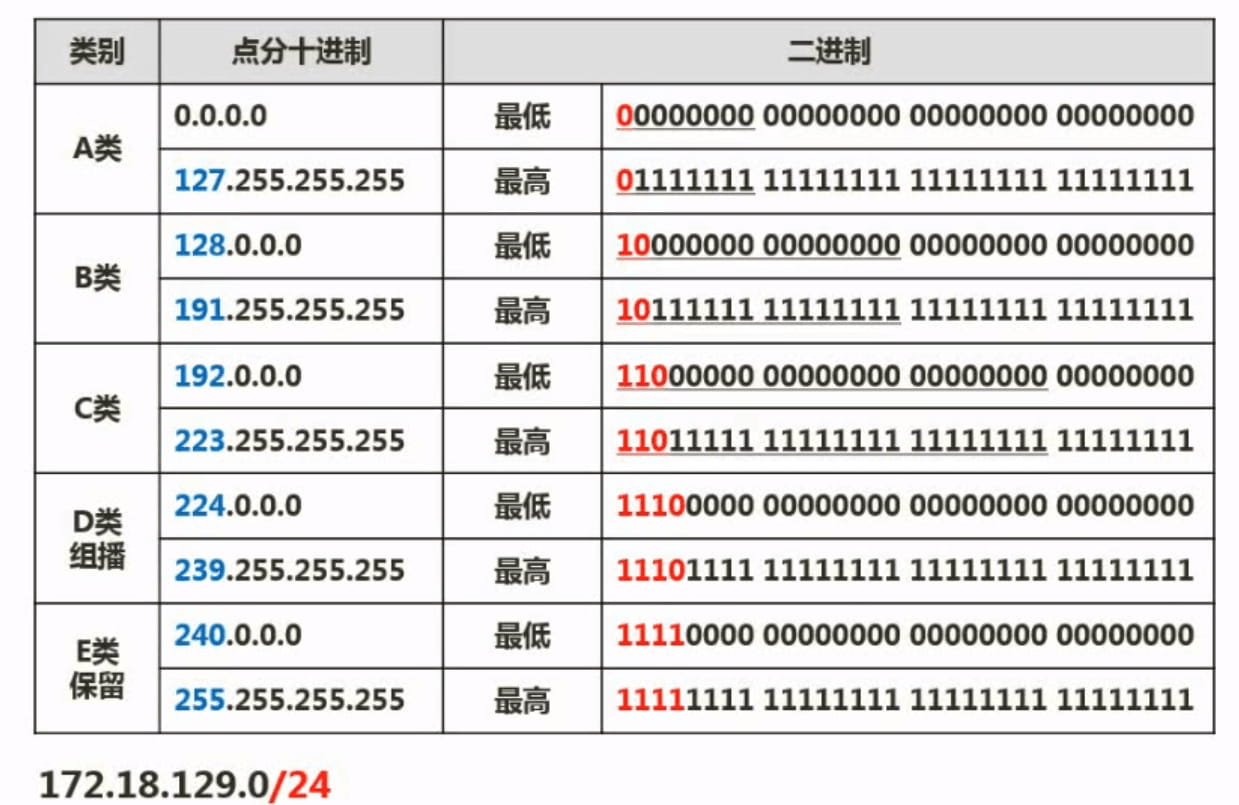 类别 点分十进制 二进制
A类 0.0.0.0 最低 00000000 00000000 00000000 00000000
127.255.255.255 最高 01111111 11111111 11111111 11111111
B类 128.0.0.0 最低 10000000 00000000 00000000 00000000
191.255.255.255 最高 10111111 11111111 11111111 11111111
C类 192.0.0.0 最低 11000000 00000000 00000000 00000000
223.255.255.255 最高 11011111 11111111 11111111 11111111
D类 224.0.0.0 最低 11100000 00000000 00000000 00000000
组播 239.255.255.255 最高 11101111 11111111 11111111 11111111
E类 240.0.0.0 最低 11110000 00000000 00000000 00000000
保留 255.255.255.255 最高 11111111 11111111 11111111 11111111
172.18.129.0/24